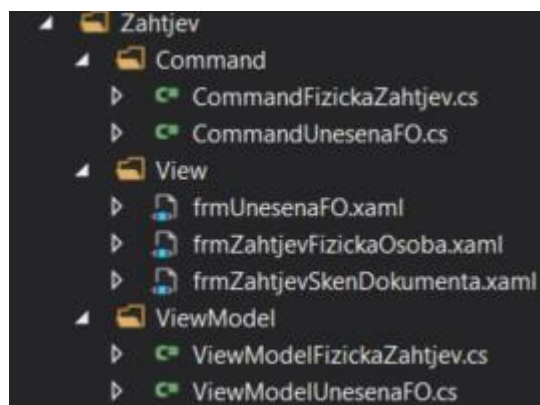 Zahtjev
Command
C# CommandFizickaZahtjev.cs
C# CommandUnesenaFO.cs
View
frmUnesenaFO.xaml
frmZahtjevFizickaOsoba.xaml
frmZahtjevSkenDokumenta.xaml
ViewModel
C# ViewModelFizickaZahtjev.cs
C# ViewModelUnesenaFO.cs